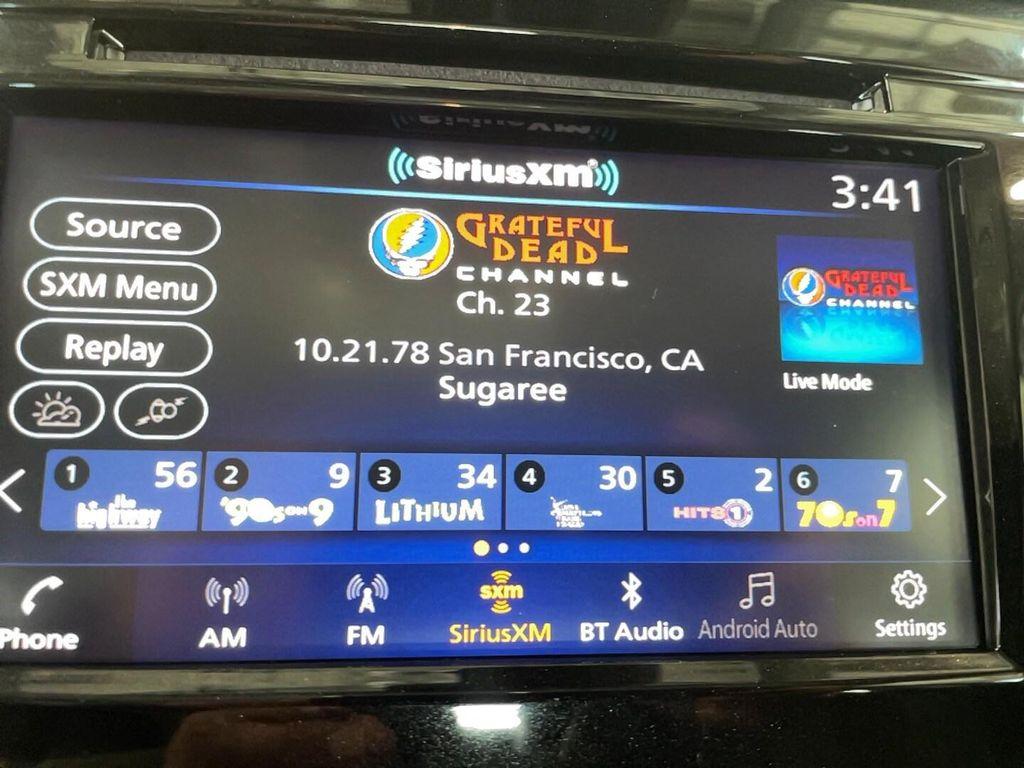 SiriusXM
3:41
Source
SXM Menu
Replay
GRATEFUL
DEAD
CHANNEL
Ch. 23
10.21.78 San Francisco, CA
Sugaree
GRATEFUL
DEAD
CHANNEL
Live Mode
1 56
the
highway
2 9
'90s on 9
3 34
LITHIUM
4 30
5 2
HITS 1
6 7
70s on 7
Phone
AM
FM
sxm
SiriusXM
BT Audio
Android Auto
Settings